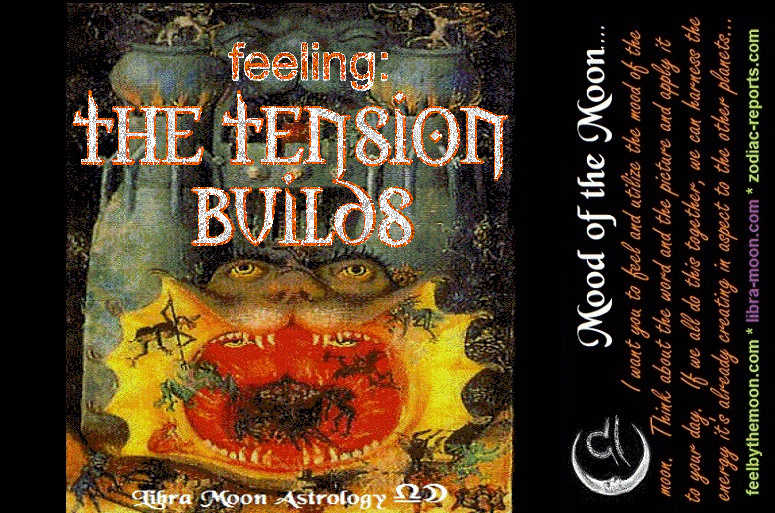 feeling:
THE TENSION
BUILDS
Libra Moon Astrology ♎☽
Mood of the Moon....
I want you to feel and utilize the mood of the
moon. Think about the word and the picture and apply it
to your day. If we all do this together, we can harness the
energy it's already creating in aspect to the other planets...
feelbythemoon.com * libra-moon.com * zodiac-reports.com